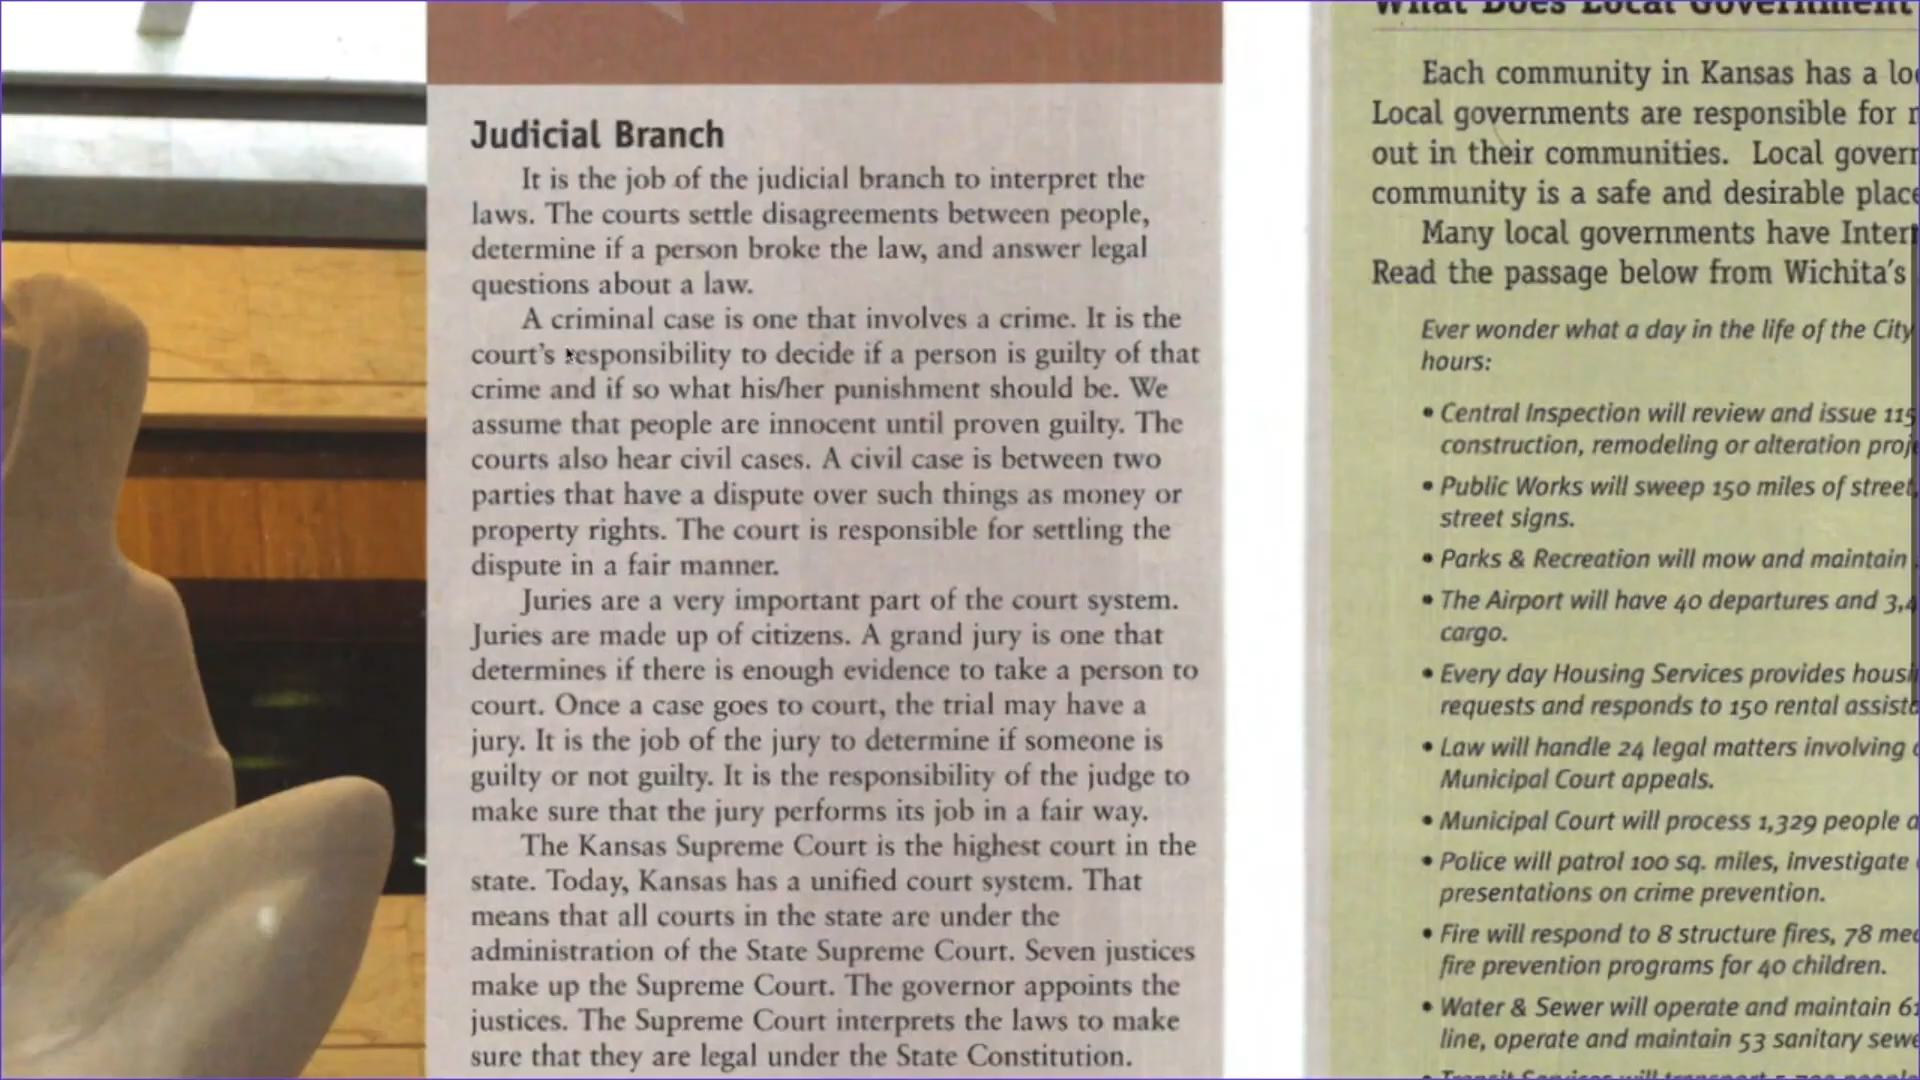 Judicial Branch
It is the job of the judicial branch to interpret the
laws. The courts settle disagreements between people,
determine if a person broke the law, and answer legal
questions about a law.
A criminal case is one that involves a crime. It is the
court's responsibility to decide if a person is guilty of that
crime and if so what his/her punishment should be. We
assume that people are innocent until proven guilty. The
courts also hear civil cases. A civil case is between two
parties that have a dispute over such things as money or
property rights. The court is responsible for settling the
dispute in a fair manner.
Juries are a very important part of the court system.
Juries are made up of citizens. A grand jury is one that
determines if there is enough evidence to take a person to
court. Once a case goes to court, the trial may have a
jury. It is the job of the jury to determine if someone is
guilty or not guilty. It is the responsibility of the judge to
make sure that the jury performs its job in a fair way.
The Kansas Supreme Court is the highest court in the
state. Today, Kansas has a unified court system. That
means that all courts in the state are under the
administration of the State Supreme Court. Seven justices
make up the Supreme Court. The governor appoints the
justices. The Supreme Court interprets the laws to make
sure that they are legal under the State Constitution.
What Does Local Government
Each community in Kansas has a
Local governments are responsible for
out in their communities. Local
community is a safe and desirable
Many local governments have
Read the passage below from Wichita's
Ever wonder what a day in the life of the City
hours:
• Central Inspection will review and issue 115
construction, remodeling or alteration
• Public Works will sweep 150 miles of
street signs.
• Parks & Recreation will mow and maintain
• The Airport will have 40 departures and
cargo.
• Every day Housing Services provides
requests and responds to 150 rental
• Law will handle 24 legal matters involving
Municipal Court appeals.
• Municipal Court will process 1,329 people
• Police will patrol 100 sq. miles, investigate
presentations on crime prevention.
• Fire will respond to 8 structure fires, 78
fire prevention programs for 40 children.
• Water & Sewer will operate and maintain
line, operate and maintain 53 sanitary